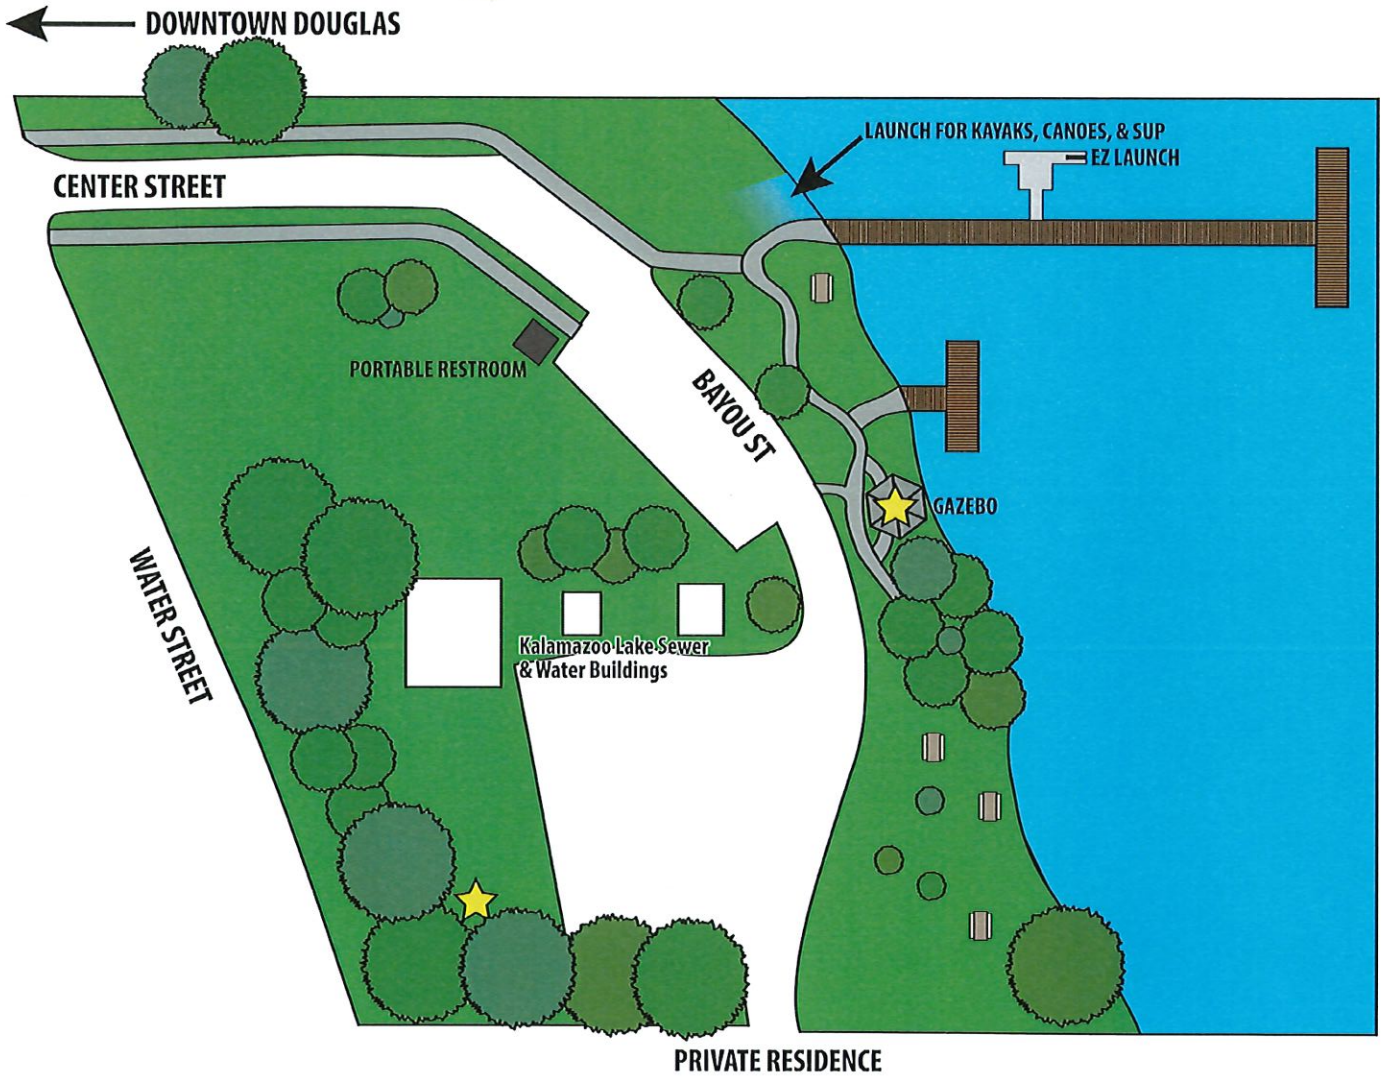 DOWNTOWN DOUGLAS
LAUNCH FOR KAYAKS, CANOES, & SUP
EZ LAUNCH
CENTER STREET
PORTABLE RESTROOM
BAYOU ST
GAZEBO
WATER STREET
Kalamazoo Lake Sewer
& Water Buildings
PRIVATE RESIDENCE